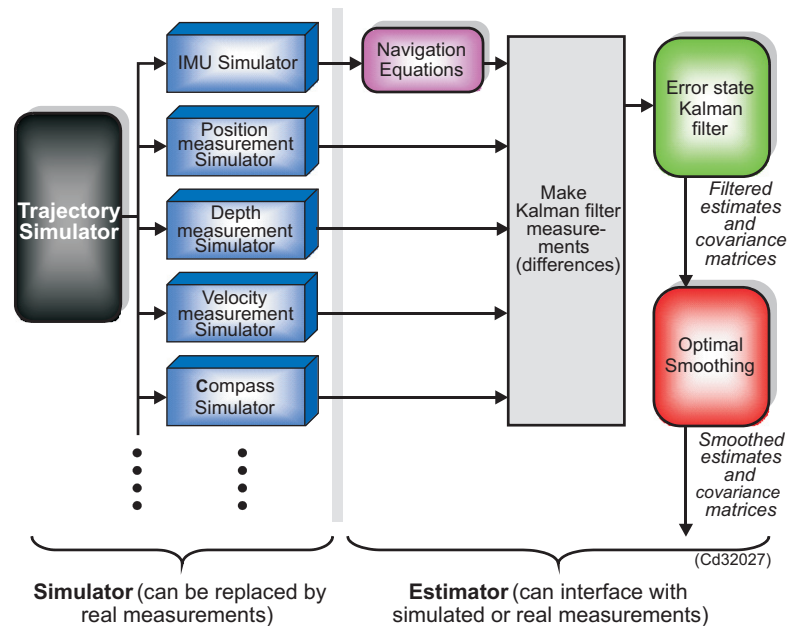 IMU Simulator
Navigation
Equations
Position
measurement
Simulator
Trajectory
Simulator
Depth
measurement
Simulator
Velocity
measurement
Simulator
Compass
Simulator
Make
Kalman filter
measure-
ments
(differences)
Error state
Kalman
filter
Filtered
estimates
and
covariance
matrices
Optimal
Smoothing
Smoothed
estimates
and
covariance
matrices
(Cd32027)
Simulator (can be replaced by
real measurements)
Estimator (can interface with
simulated or real measurements)